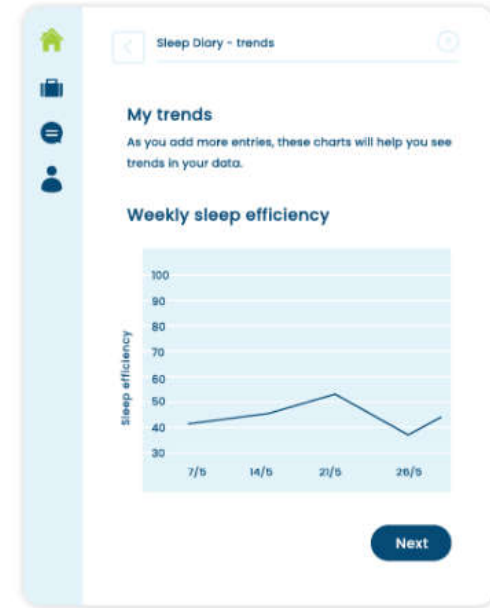 Sleep Diary - trends
My trends
As you add more entries, these charts will help you see
trends in your data.
Weekly sleep efficiency
Sleep efficiency
100
90
80
70
60
50
40
30
7/5 14/5 21/5 26/5
Next